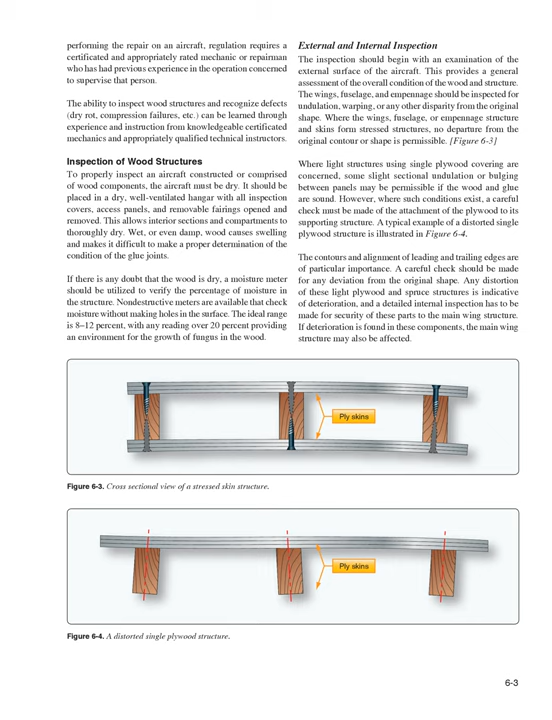 performing the repair on an aircraft, regulation requires a
certificated and appropriately rated mechanic or repairman
who has had previous experience in the operation concerned
to supervise that person.
The ability to inspect wood structures and recognize defects
(dry rot, compression failures, etc.) can be learned through
experience and instruction from knowledgeable certificated
mechanics and appropriately qualified technical instructors.
Inspection of Wood Structures
To properly inspect an aircraft constructed or comprised
of wood components, the aircraft must be dry. It should be
placed in a dry, well-ventilated hangar with all inspection
covers, access panels, and removable fairings opened and
removed. This allows interior sections and compartments to
thoroughly dry. Wet, or even damp, wood causes swelling
and makes it difficult to make a proper determination of the
condition of the glue joints.
If there is any doubt that the wood is dry, a moisture meter
should be utilized to verify the percentage of moisture in
the structure. Nondestructive meters are available that check
moisture without making holes in the surface. The ideal range
is 8–12 percent, with any reading over 20 percent providing
an environment for the growth of fungus in the wood.
External and Internal Inspection
The inspection should begin with an examination of the
external surface of the aircraft. This provides a general
assessment of the overall condition of the wood and structure.
The wings, fuselage, and empennage should be inspected for
undulation, warping, or any other disparity from the original
shape. Where the wings, fuselage, or empennage structure
and skins form stressed structures, no departure from the
original contour or shape is permissible. [Figure 6-3]
Where light structures using single plywood covering are
concerned, some slight sectional undulation or bulging
between panels may be permissible if the wood and glue
are sound. However, where such conditions exist, a careful
check must be made of the attachment of the plywood to its
supporting structure. A typical example of a distorted single
plywood structure is illustrated in Figure 6-4.
The contours and alignment of leading and trailing edges are
of particular importance. A careful check should be made
for any deviation from the original shape. Any distortion
of these light plywood and spruce structures is indicative
of deterioration, and a detailed internal inspection has to be
made for security of these parts to the main wing structure.
If deterioration is found in these components, the main wing
structure may also be affected.
Ply skins
Figure 6-3. Cross sectional view of a stressed skin structure.
Ply skins
Figure 6-4. A distorted single plywood structure.
6-3